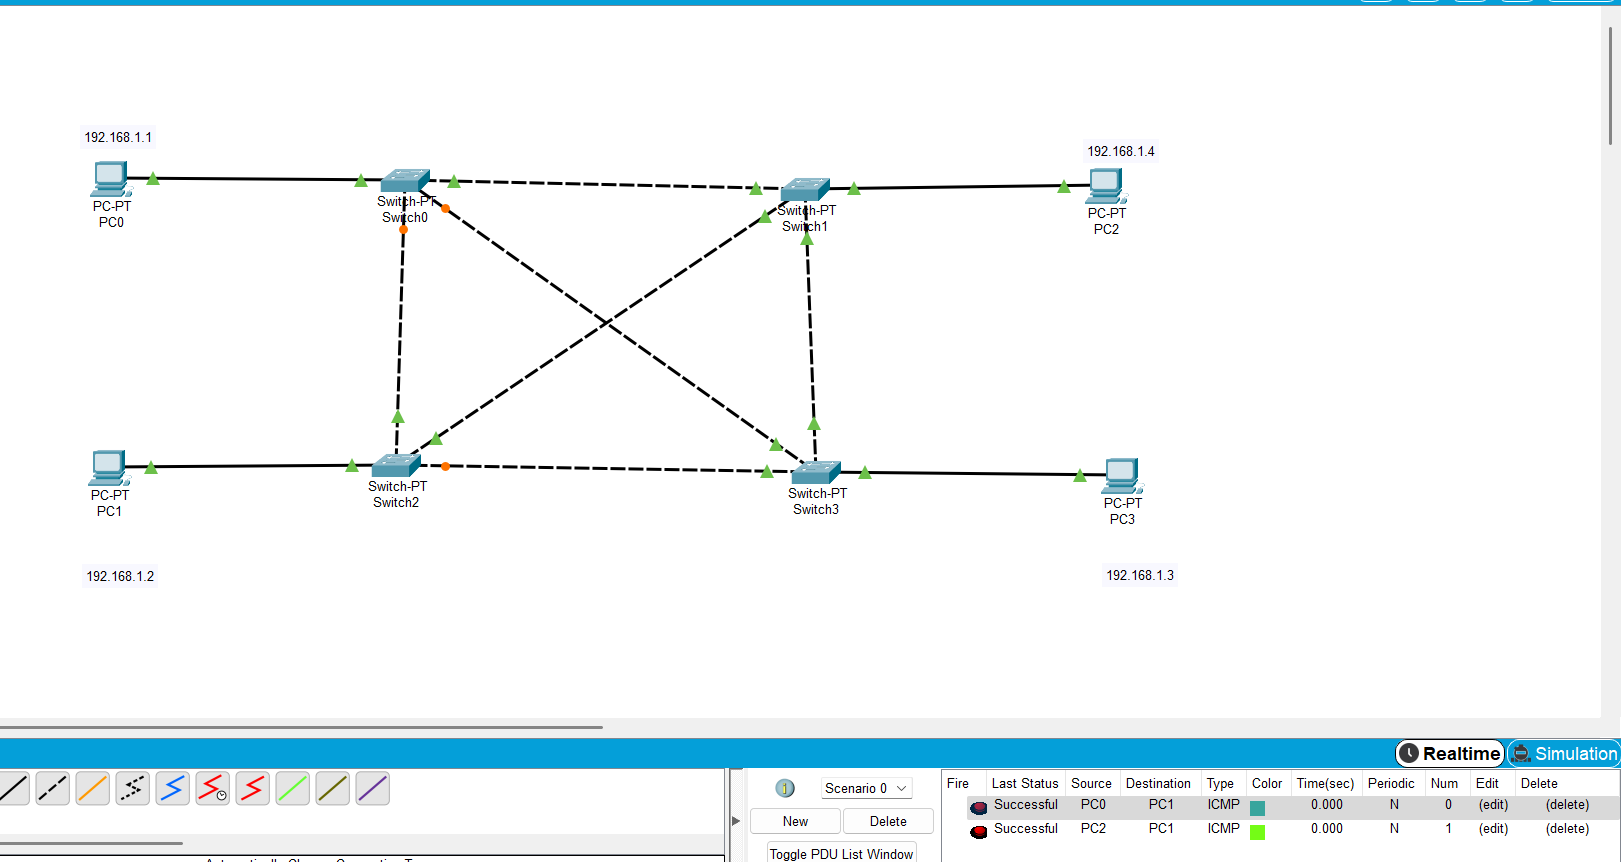 192.168.1.1
PC-PT
PC0
Switch-PT
Switch0
Switch-PT
Switch1
192.168.1.4
PC-PT
PC2
PC-PT
PC1
192.168.1.2
Switch-PT
Switch2
Switch-PT
Switch3
PC-PT
PC3
192.168.1.3
Realtime
Simulation
Scenario 0
New
Delete
Toggle PDU List Window
Fire Last Status Source Destination Type Color Time(sec) Periodic Num Edit Delete
Successful PC0 PC1 ICMP 0.000 N 0 (edit) (delete)
Successful PC2 PC1 ICMP 0.000 N 1 (edit) (delete)